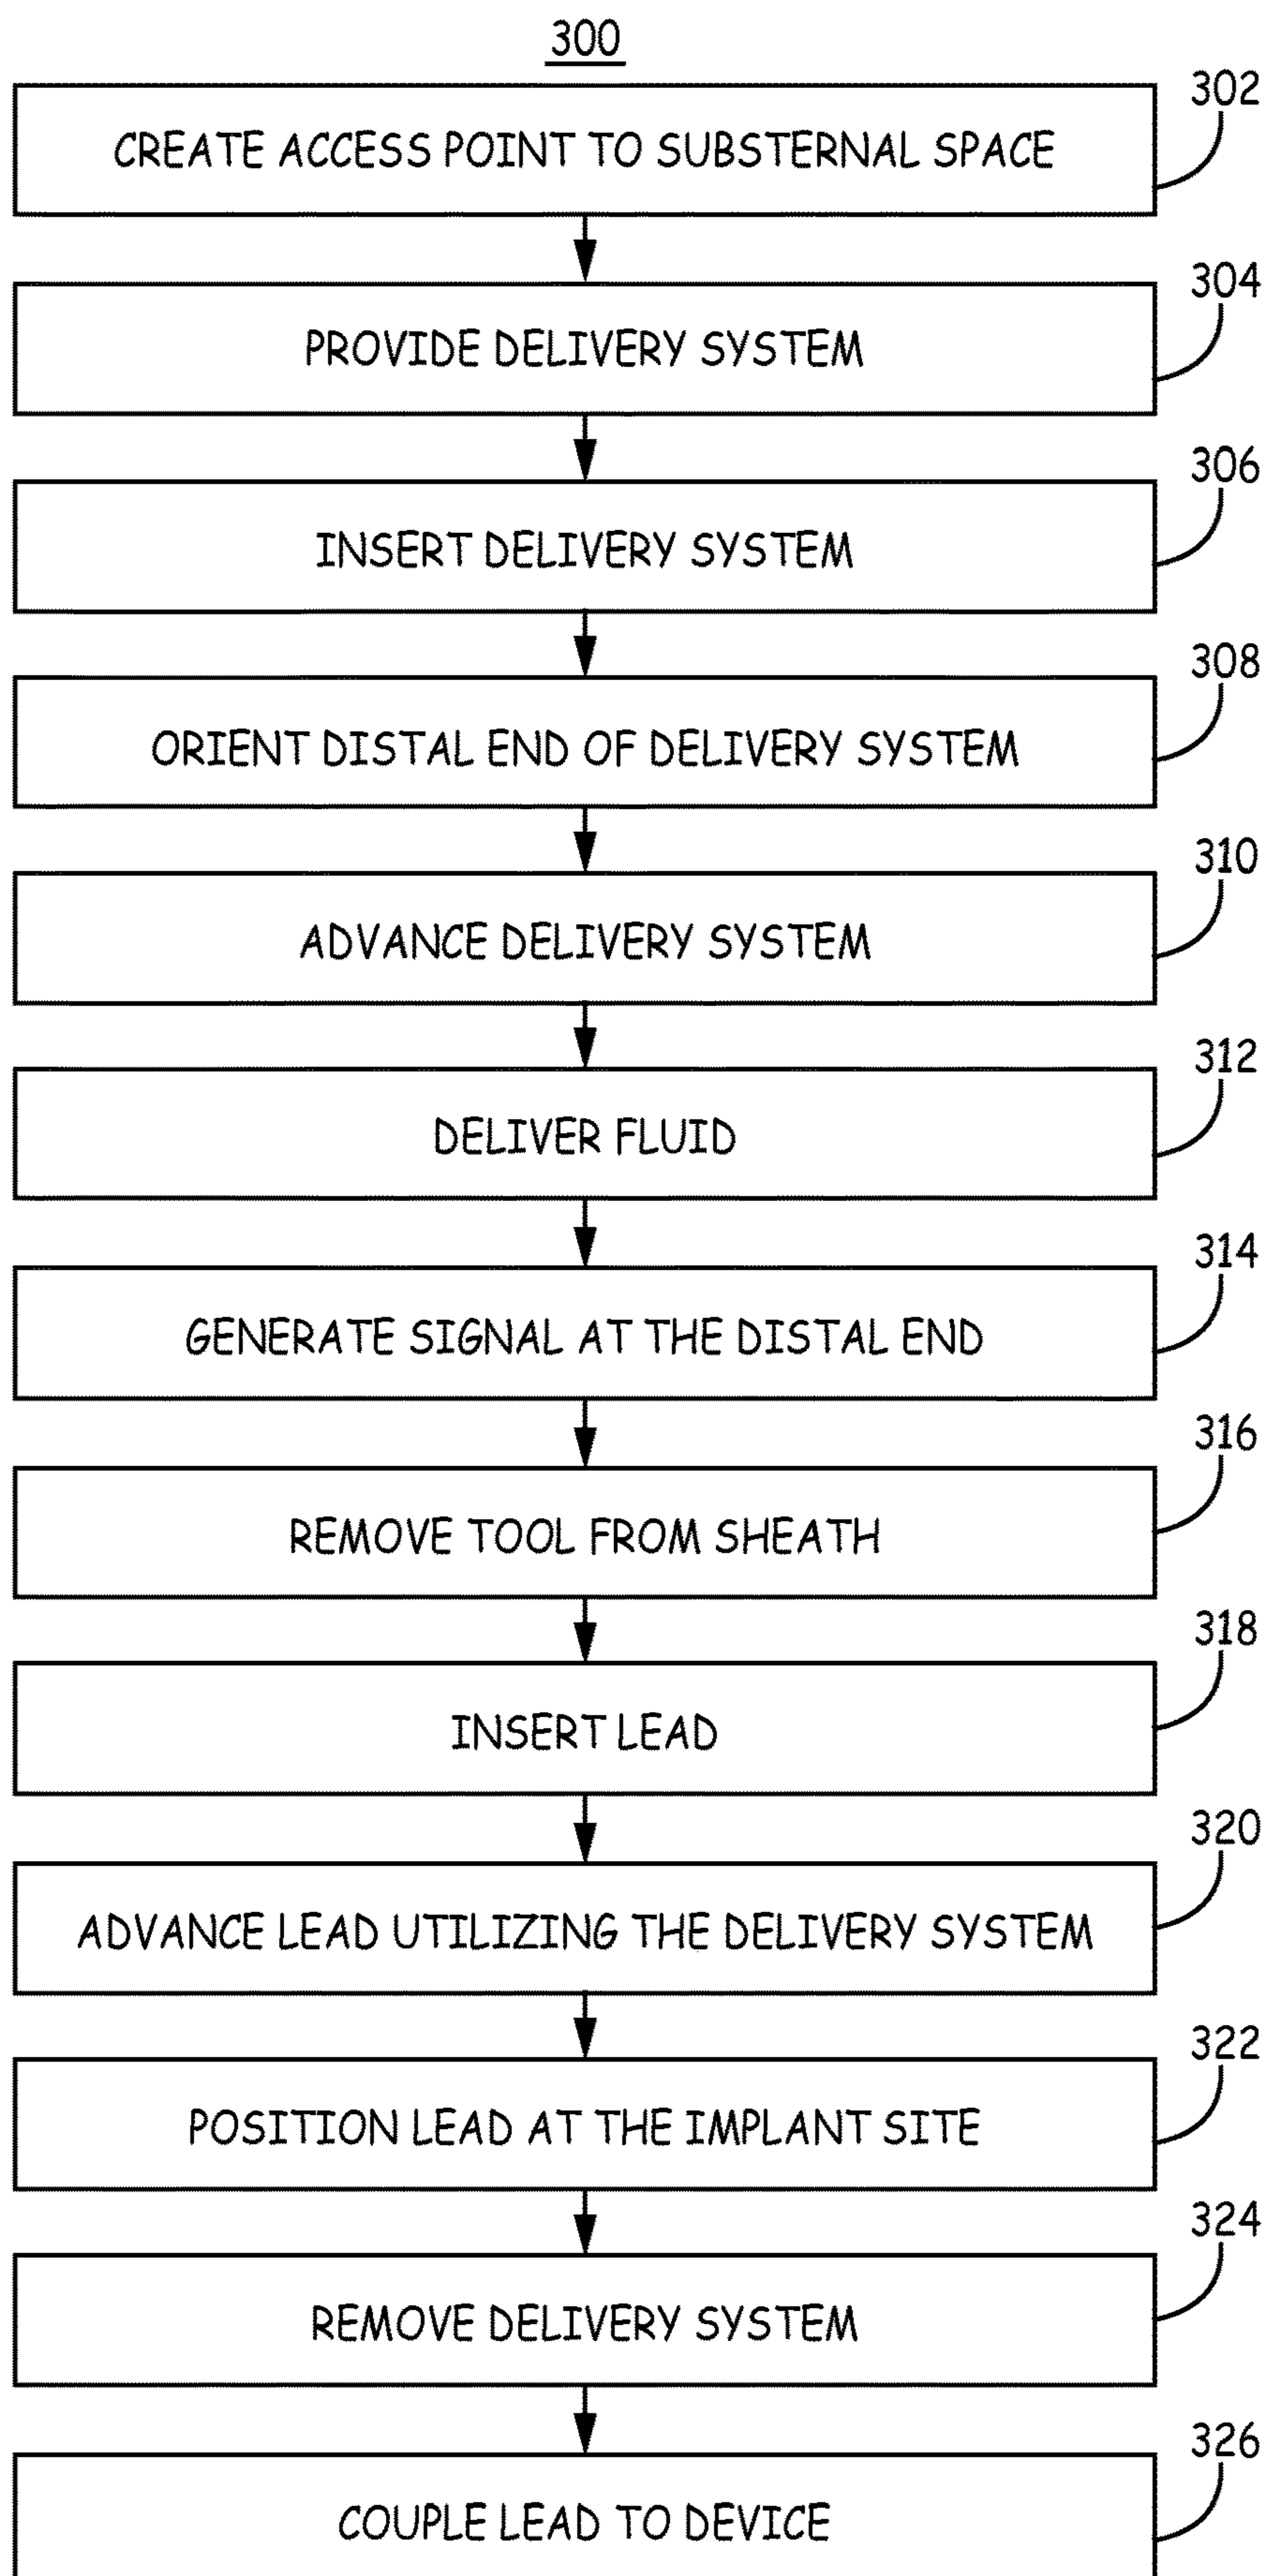 300
CREATE ACCESS POINT TO SUBSTERNAL SPACE
302
PROVIDE DELIVERY SYSTEM
304
INSERT DELIVERY SYSTEM
306
ORIENT DISTAL END OF DELIVERY SYSTEM
308
ADVANCE DELIVERY SYSTEM
310
DELIVER FLUID
312
GENERATE SIGNAL AT THE DISTAL END
314
REMOVE TOOL FROM SHEATH
316
INSERT LEAD
318
ADVANCE LEAD UTILIZING THE DELIVERY SYSTEM
320
POSITION LEAD AT THE IMPLANT SITE
322
REMOVE DELIVERY SYSTEM
324
COUPLE LEAD TO DEVICE
326